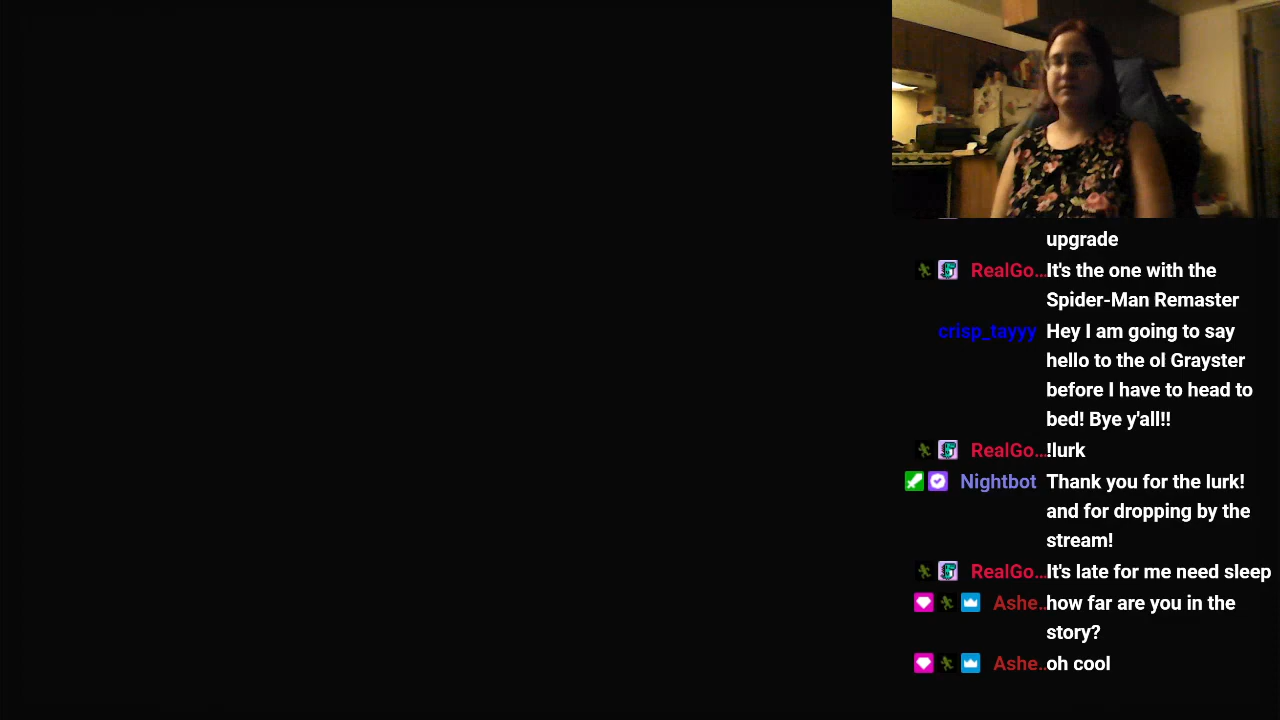 upgrade
RealGo... It's the one with the
Spider-Man Remaster
crisp_tayyy Hey I am going to say
hello to the ol Grayster
before I have to head to
bed! Bye y'all!!
RealGo... !lurk
Nightbot Thank you for the lurk!
and for dropping by the
stream!
RealGo... It's late for me need sleep
Ashe.. how far are you in the
story?
Ashe.. oh cool